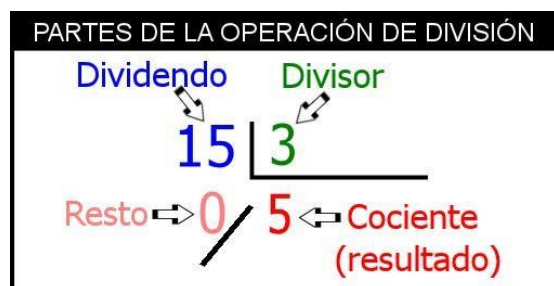 PARTES DE LA OPERACIÓN DE DIVISIÓN
Dividendo Divisor
15 3
Resto 0 5 Cociente
(resultado)